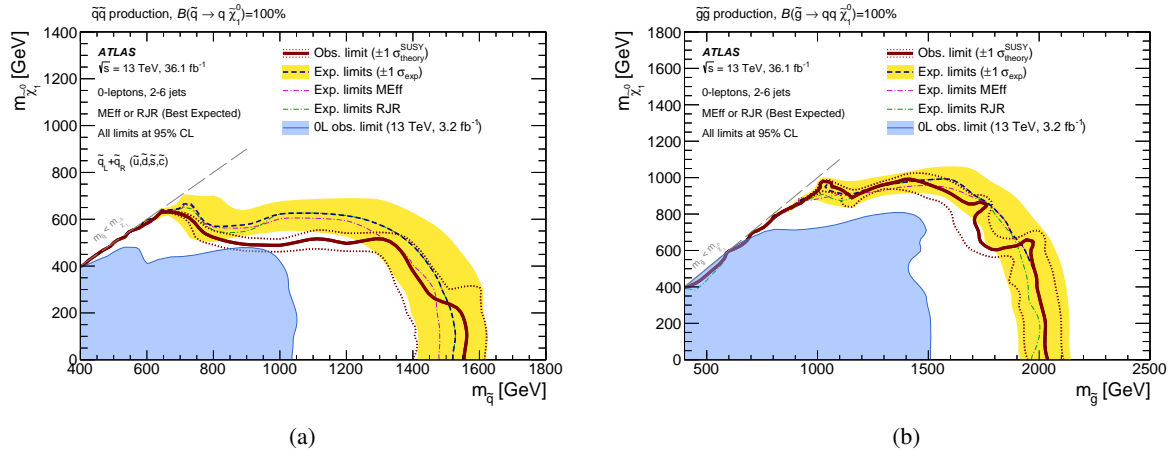 q̃q̃ production, B(q̃ → q χ̃₁⁰)=100%
m_χ̃₁⁰ [GeV]
1400
1200
1000
800
600
400
200
0
ATLAS
√s = 13 TeV, 36.1 fb⁻¹
0-leptons, 2-6 jets
MEff or RJR (Best Expected)
All limits at 95% CL
q̃_L+q̃_R (ũ,d̃,s̃,c̃)
Obs. limit (±1 σ_theory^SUSY)
Exp. limits (±1 σ_exp)
Exp. limits MEff
Exp. limits RJR
0L obs. limit (13 TeV, 3.2 fb⁻¹)
m_q̃ < m_χ̃₁⁰
400 600 800 1000 1200 1400 1600 1800
m_q̃ [GeV]
(a)
g̃g̃ production, B(g̃ → qq χ̃₁⁰)=100%
m_χ̃₁⁰ [GeV]
1800
1600
1400
1200
1000
800
600
400
200
0
ATLAS
√s = 13 TeV, 36.1 fb⁻¹
0-leptons, 2-6 jets
MEff or RJR (Best Expected)
All limits at 95% CL
Obs. limit (±1 σ_theory^SUSY)
Exp. limits (±1 σ_exp)
Exp. limits MEff
Exp. limits RJR
0L obs. limit (13 TeV, 3.2 fb⁻¹)
m_g̃ < m_χ̃₁⁰
500 1000 1500 2000 2500
m_g̃ [GeV]
(b)